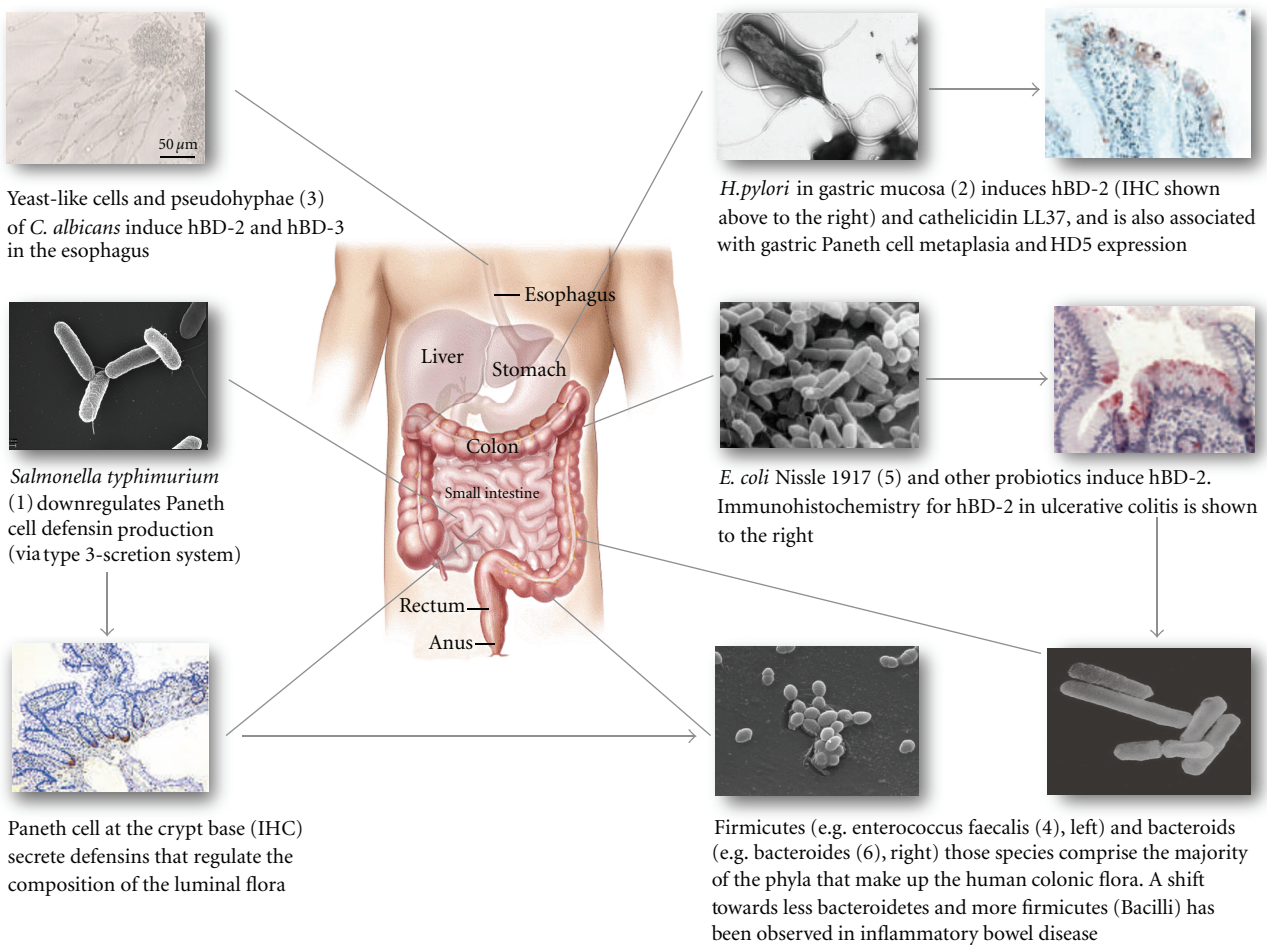 50 µm
Yeast-like cells and pseudohyphae (3)
of C. albicans induce hBD-2 and hBD-3
in the esophagus
H.pylori in gastric mucosa (2) induces hBD-2 (IHC shown
above to the right) and cathelicidin LL37, and is also associated
with gastric Paneth cell metaplasia and HD5 expression
Esophagus
Liver
Stomach
Colon
Small intestine
Rectum
Anus
Salmonella typhimurium
(1) downregulates Paneth
cell defensin production
(via type 3-scretion system)
E. coli Nissle 1917 (5) and other probiotics induce hBD-2.
Immunohistochemistry for hBD-2 in ulcerative colitis is shown
to the right
Paneth cell at the crypt base (IHC)
secrete defensins that regulate the
composition of the luminal flora
Firmicutes (e.g. enterococcus faecalis (4), left) and bacteroids
(e.g. bacteroides (6), right) those species comprise the majority
of the phyla that make up the human colonic flora. A shift
towards less bacteroidetes and more firmicutes (Bacilli) has
been observed in inflammatory bowel disease